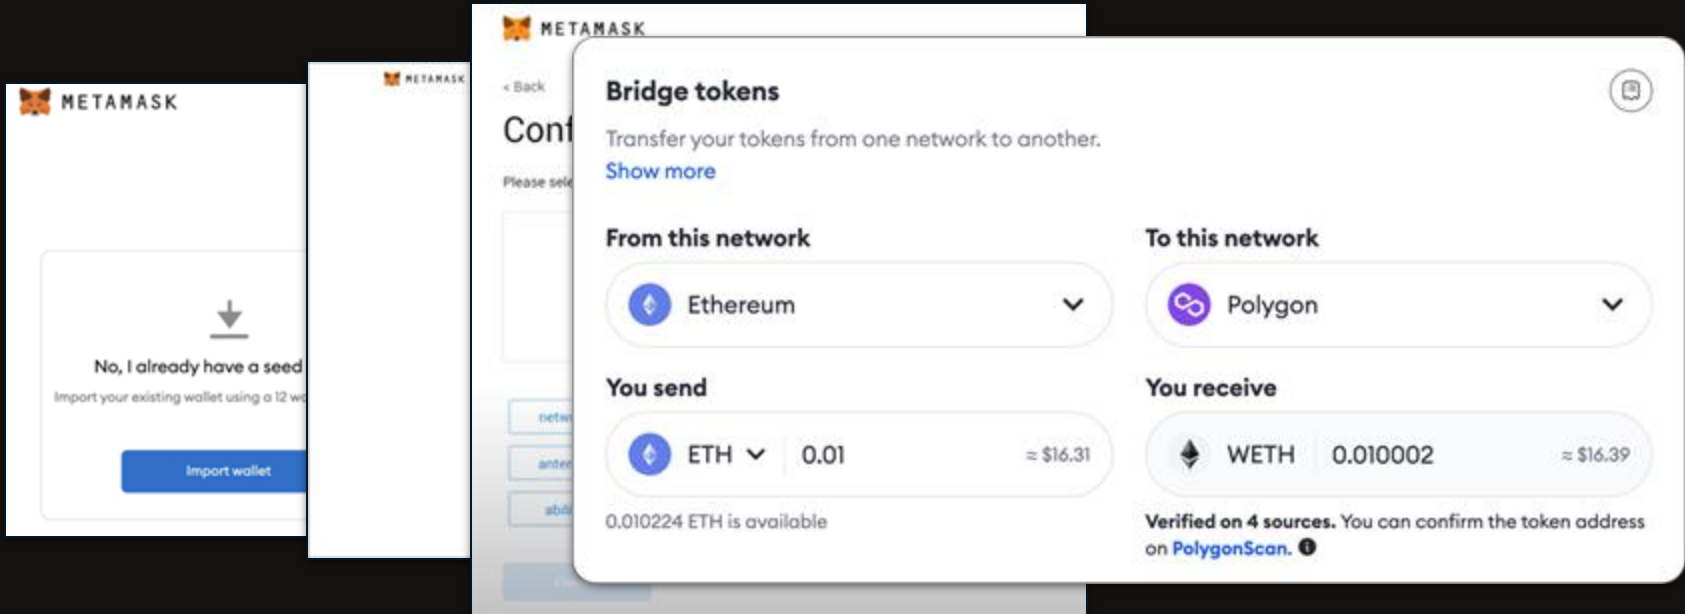 METAMASK
No, I already have a seed
Import your existing wallet using a 12
Import wallet
METAMASK
METAMASK
< Back
Conf
Please sele
netw
anten
abili
Bridge tokens
Transfer your tokens from one network to another.
Show more
From this network
To this network
Ethereum
Polygon
You send
You receive
ETH 0.01 ≈ $16.31
WETH 0.010002 ≈ $16.39
0.010224 ETH is available
Verified on 4 sources. You can confirm the token address
on PolygonScan.